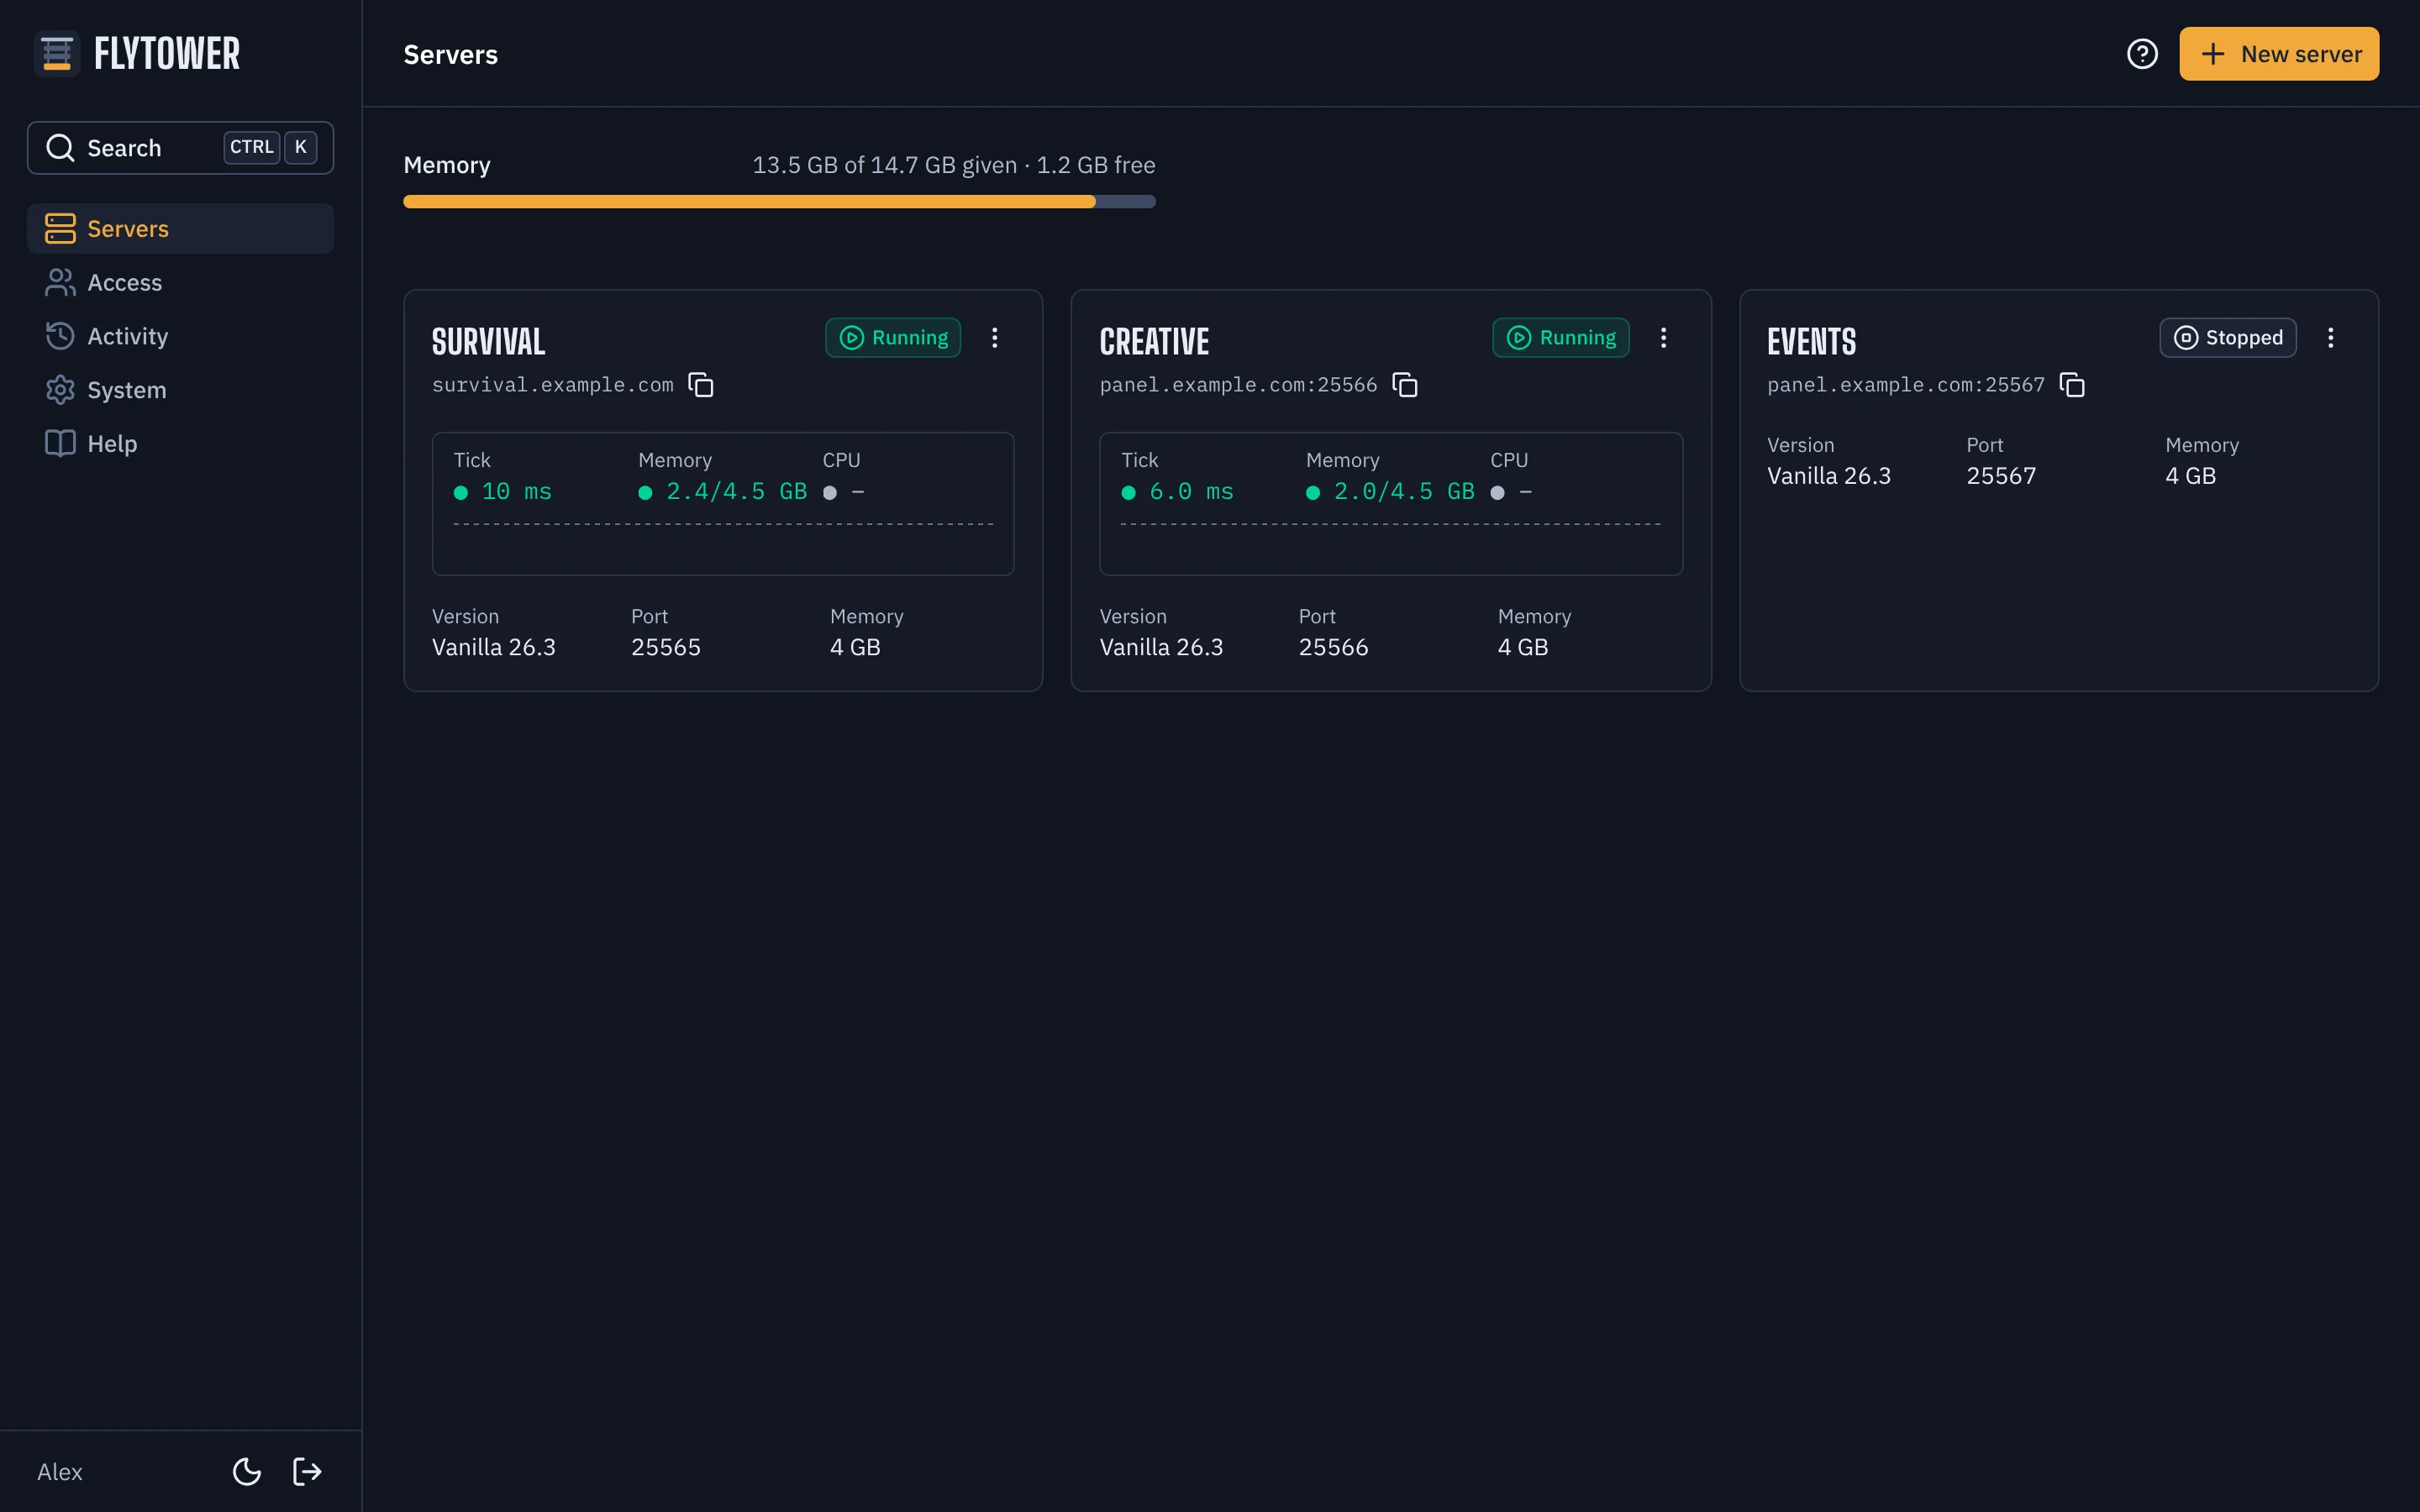 FLYTOWER
Search CTRL K
Servers
Access
Activity
System
Help
Alex
Servers
New server
Memory 13.5 GB of 14.7 GB given · 1.2 GB free
SURVIVAL Running
survival.example.com
Tick Memory CPU
10 ms 2.4/4.5 GB –
Version Port Memory
Vanilla 26.3 25565 4 GB
CREATIVE Running
panel.example.com:25566
Tick Memory CPU
6.0 ms 2.0/4.5 GB –
Version Port Memory
Vanilla 26.3 25566 4 GB
EVENTS Stopped
panel.example.com:25567
Version Port Memory
Vanilla 26.3 25567 4 GB